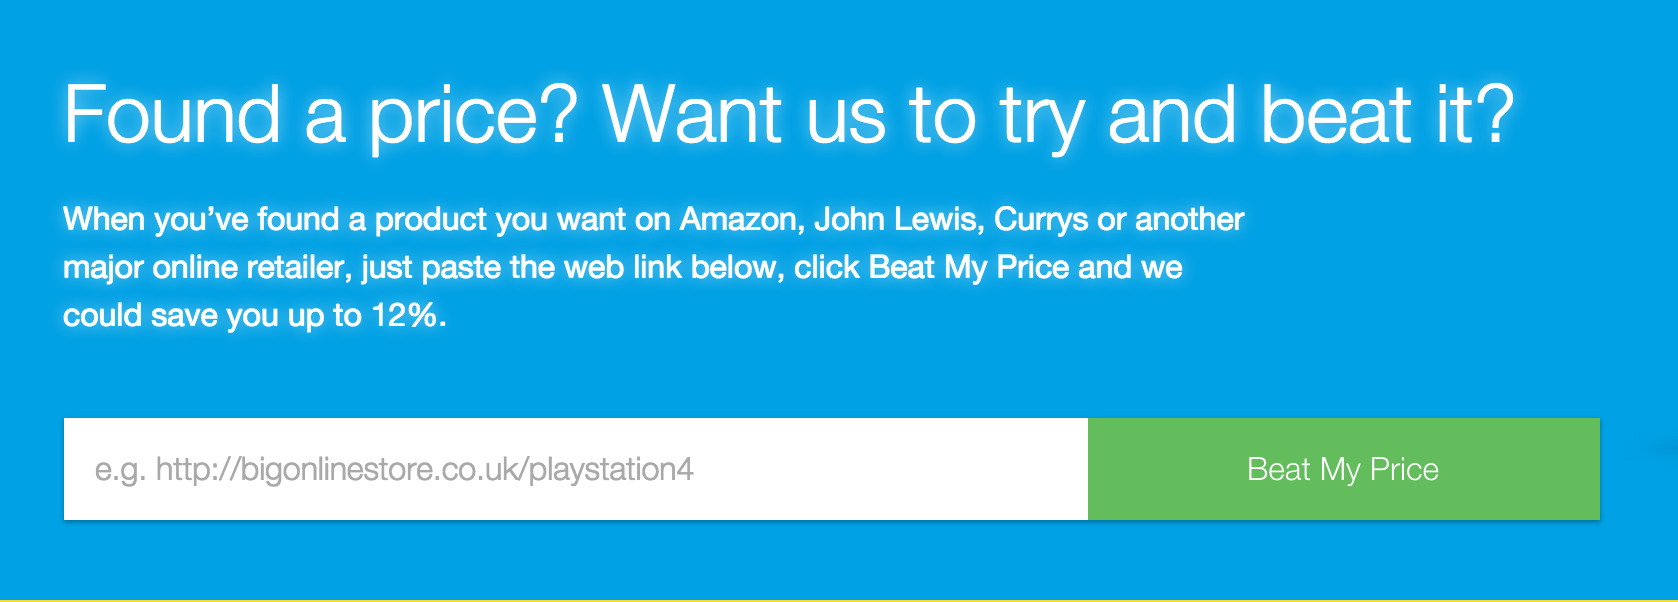 Found a price? Want us to try and beat it?
When you’ve found a product you want on Amazon, John Lewis, Currys or another
major online retailer, just paste the web link below, click Beat My Price and we
could save you up to 12%.
e.g. http://bigonlinestore.co.uk/playstation4
Beat My Price